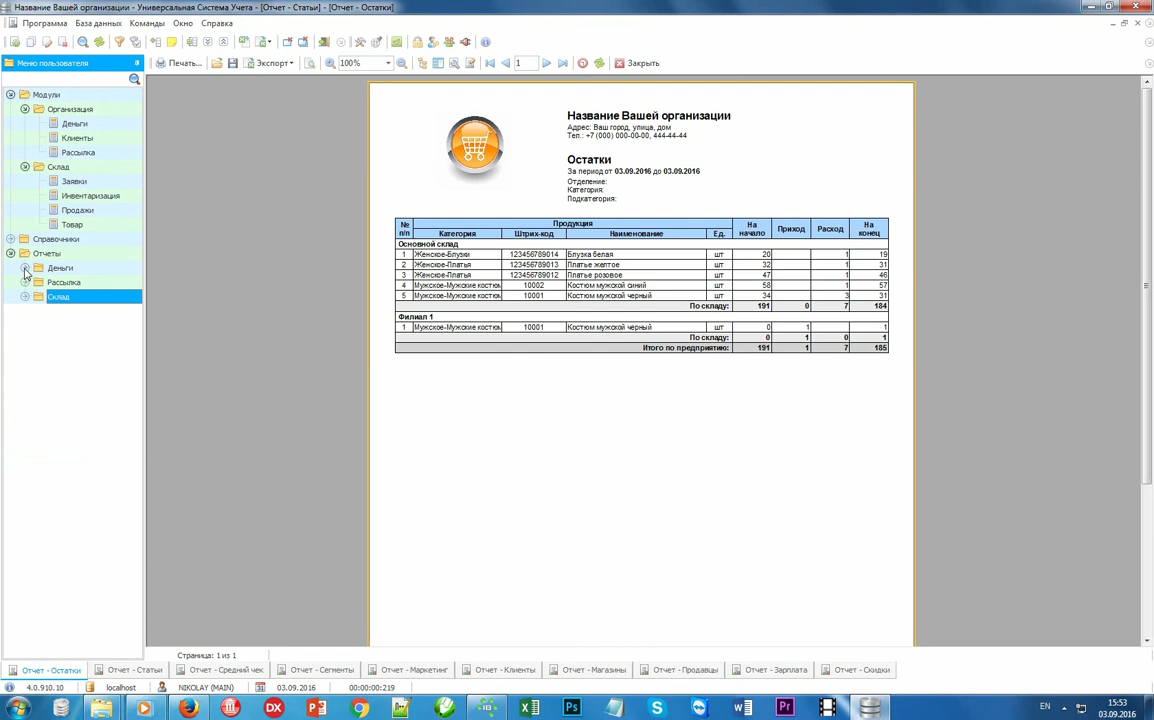 Название Вашей организации - Универсальная Система Учета - [Отчет - Статьи] - [Отчет - Остатки]
Программа База данных Команды Окно Справка
Меню пользователя Печать... Экспорт 100% 1 Закрыть
Модули
Организация
Деньги
Клиенты
Рассылка
Склад
Заявки
Инвентаризация
Продажи
Товар
Справочники
Отчеты
Деньги
Рассылка
Склад
Название Вашей организации
Адрес: Ваш город, улица, дом
Тел.: +7 (000) 000-00-00, 444-44-44
Остатки
За период от 03.09.2016 до 03.09.2016
Отделение:
Категория:
Подкатегория:
№ п/п Продукция На начало Приход Расход На конец
Категория Штрих-код Наименование Ед.
Основной склад
1 Женское-Блузки 123456789014 Блузка белая шт 20 1 19
2 Женское-Платья 123456789013 Платье желтое шт 32 1 31
3 Женское-Платья 123456789012 Платье розовое шт 47 1 46
4 Мужское-Мужские костюм 10002 Костюм мужской синий шт 58 1 57
5 Мужское-Мужские костюм 10001 Костюм мужской черный шт 34 3 31
По складу: 191 0 7 184
Филиал 1
1 Мужское-Мужские костюм 10001 Костюм мужской черный шт 0 1 1
По складу: 0 1 0 1
Итого по предприятию: 191 1 7 185
Страница: 1 из 1
Отчет - Остатки Отчет - Статьи Отчет - Средний чек Отчет - Сегменты Отчет - Маркетинг Отчет - Клиенты Отчет - Магазины Отчет - Продавцы Отчет - Зарплата Отчет - Скидки
4.0.910.10 localhost NIKOLAY (MAIN) 03.09.2016 00:00:00:219
EN 15:53
03.09.2016